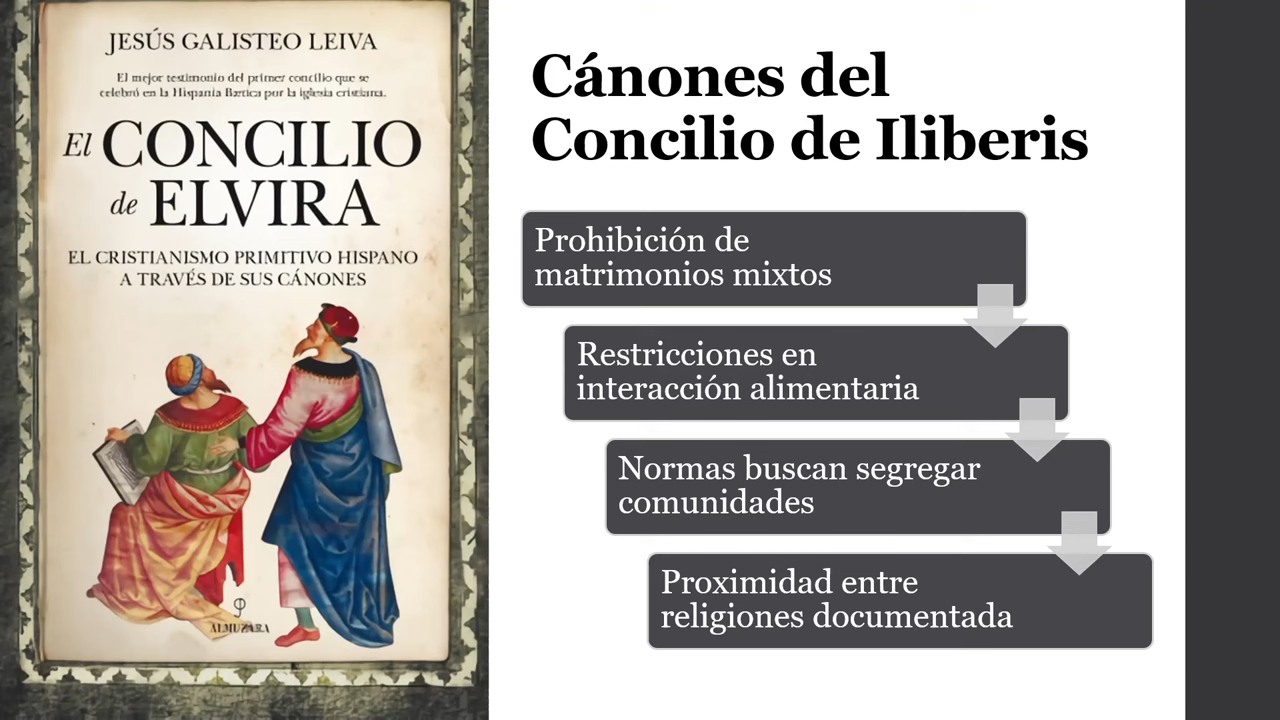 JESÚS GALISTEO LEIVA
El mejor testimonio del primer concilio que se
celebró en la Hispania Baetica por la iglesia cristiana.
El CONCILIO
de ELVIRA
EL CRISTIANISMO PRIMITIVO HISPANO
A TRAVÉS DE SUS CÁNONES
ALMUZARA
Cánones del
Concilio de Iliberis
Prohibición de
matrimonios mixtos
Restricciones en
interacción alimentaria
Normas buscan segregar
comunidades
Proximidad entre
religiones documentada